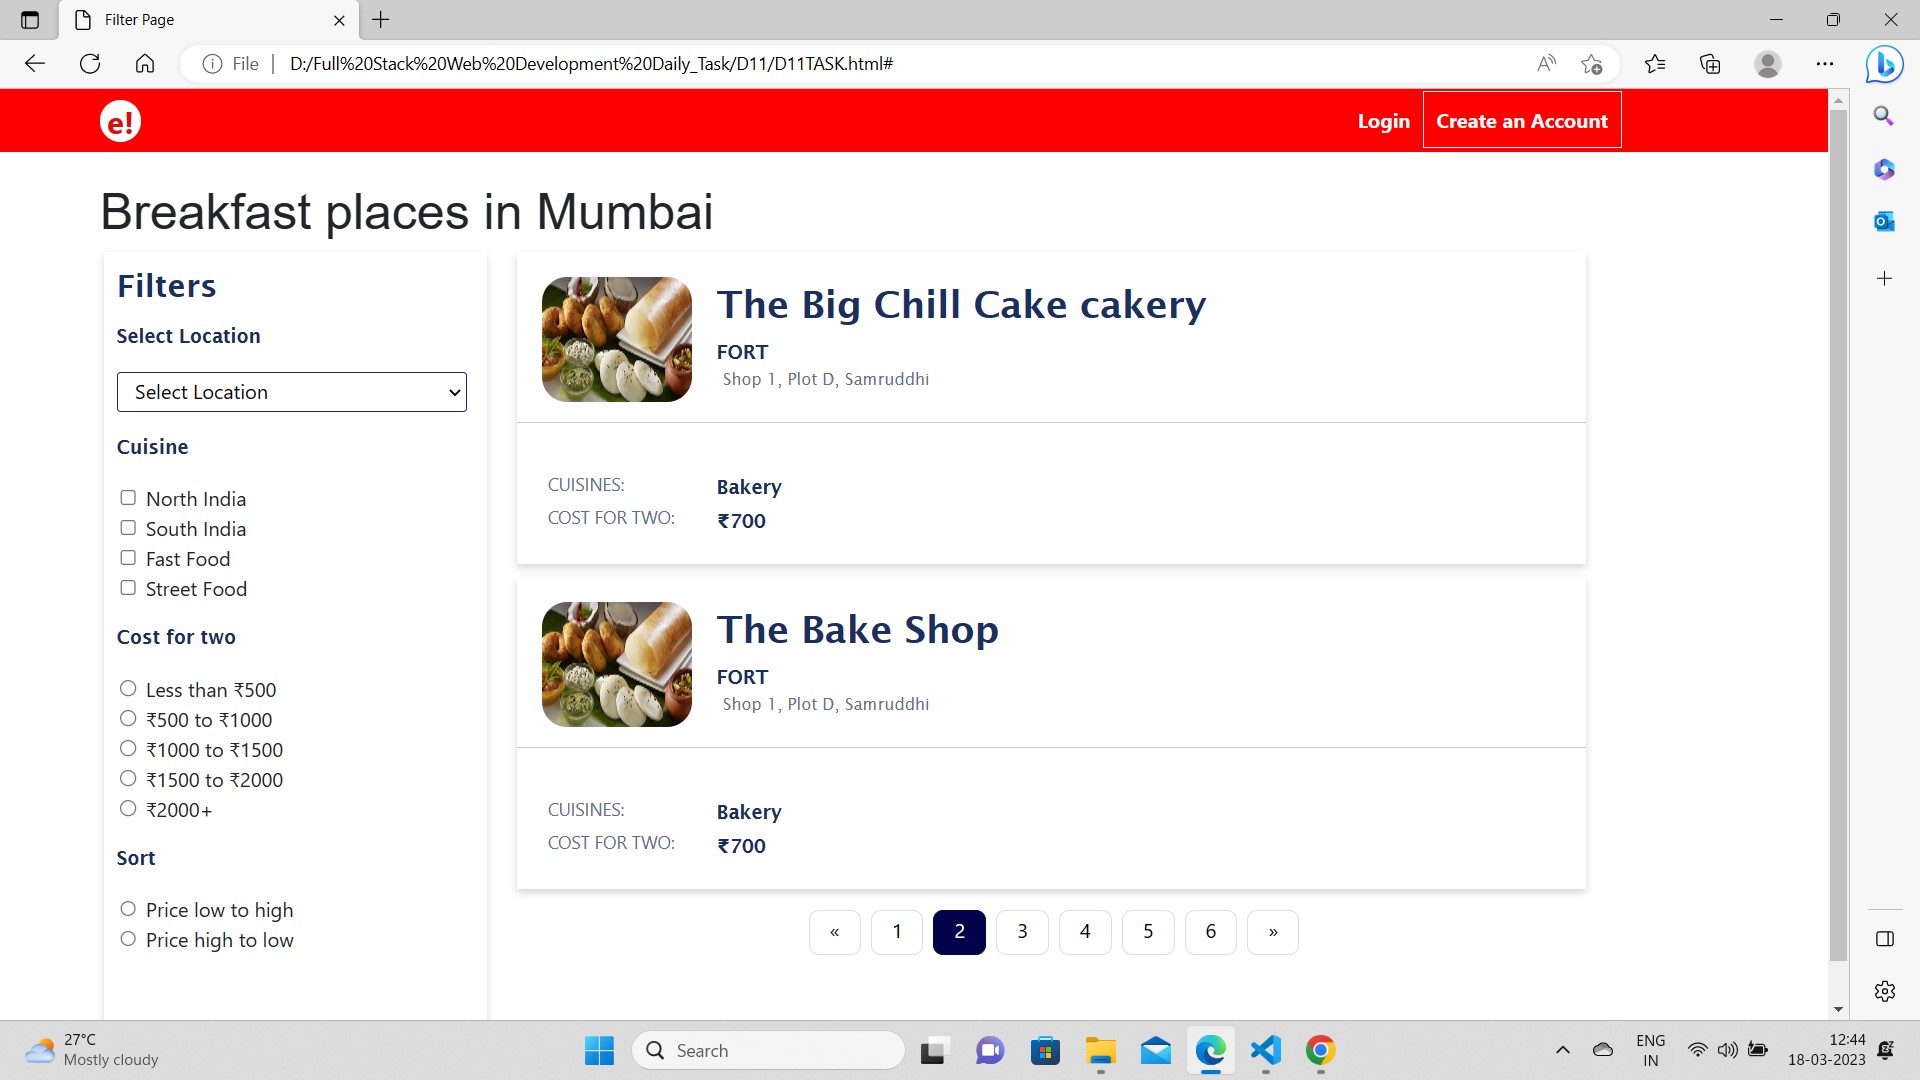 Filter Page
File
D:/Full%20Stack%20Web%20Development%20Daily_Task/D11/D11TASK.html#
e!
Login
Create an Account
Breakfast places in Mumbai
Filters
Select Location
Select Location
Cuisine
North India
South India
Fast Food
Street Food
Cost for two
Less than ₹500
₹500 to ₹1000
₹1000 to ₹1500
₹1500 to ₹2000
₹2000+
Sort
Price low to high
Price high to low
The Big Chill Cake cakery
FORT
Shop 1, Plot D, Samruddhi
CUISINES: Bakery
COST FOR TWO: ₹700
The Bake Shop
FORT
Shop 1, Plot D, Samruddhi
CUISINES: Bakery
COST FOR TWO: ₹700
« 1 2 3 4 5 6 »
27°C
Mostly cloudy
Search
ENG
IN
12:44
18-03-2023